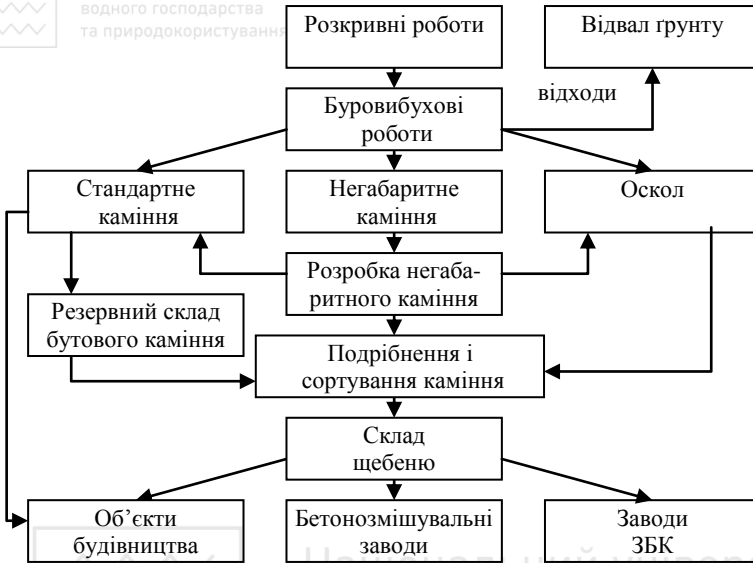 водного господарства
та природокористування
Розкривні роботи
Відвал ґрунту
відходи
Буровибухові
роботи
Стандартне
каміння
Негабаритне
каміння
Оскол
Розробка негаба-
ритного каміння
Резервний склад
бутового каміння
Подрібнення і
сортування каміння
Склад
щебеню
Об’єкти
будівництва
Бетонозмішувальні
заводи
Заводи
ЗБК